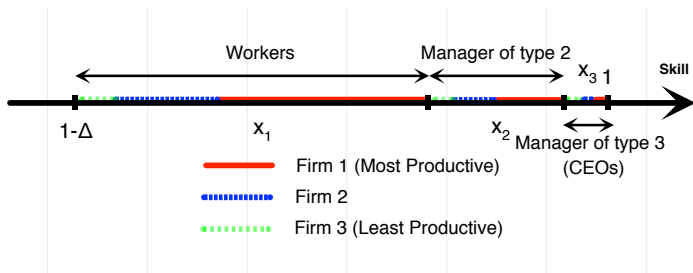 Workers
Manager of type 2
x3 1
Skill
1-Δ
x1
x2
Manager of type 3
(CEOs)
Firm 1 (Most Productive)
Firm 2
Firm 3 (Least Productive)